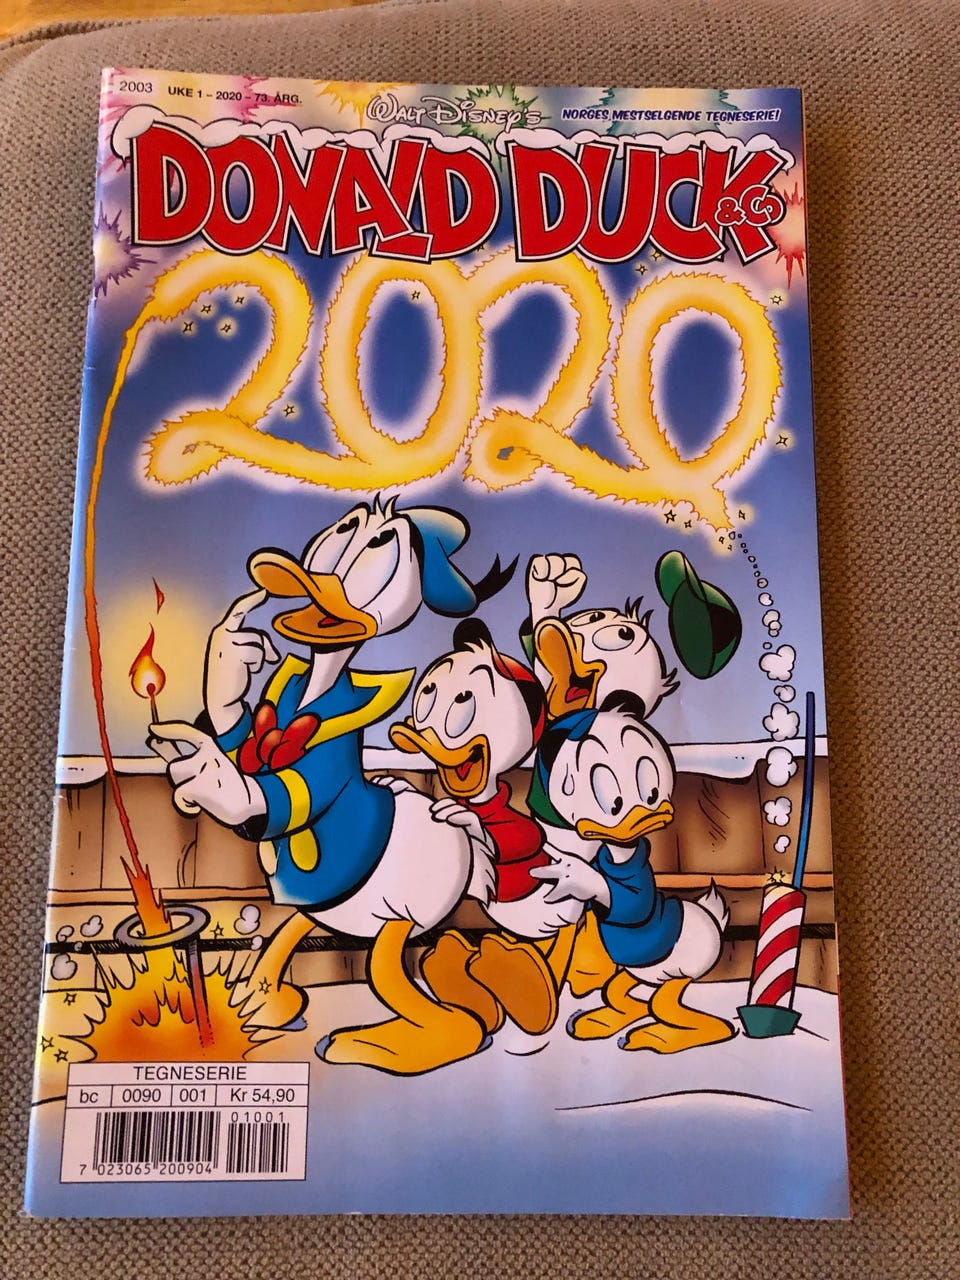 2003 UKE 1 - 2020 - 73. ÅRG.
WALT DISNEY'S
NORGES MESTSELGENDE TEGNESERIE!
DONALD DUCK & Co
2020
TEGNESERIE
bc 0090 001 Kr 54,90
01001
7 023065 200904